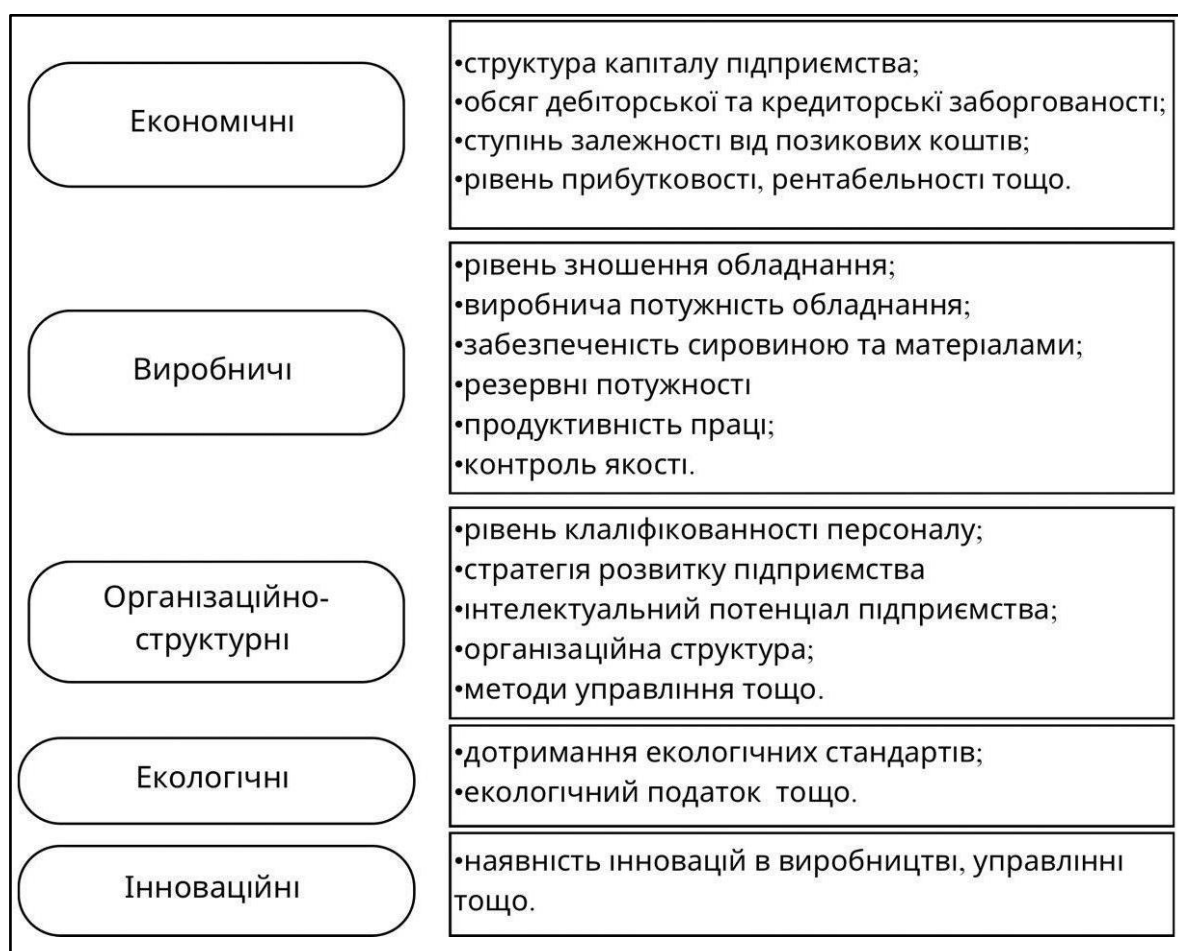 Економічні
•структура капіталу підприємства;
•обсяг дебіторської та кредиторскї заборгованості;
•ступінь залежності від позикових коштів;
•рівень прибутковості, рентабельності тощо.
Виробничі
•рівень зношення обладнання;
•виробнича потужність обладнання;
•забезпеченість сировиною та матеріалами;
•резервні потужності
•продуктивність праці;
•контроль якості.
Організаційно-
структурні
•рівень клаліфікованності персоналу;
•стратегія розвитку підприємства
•інтелектуальний потенціал підприємства;
•організаційна структура;
•методи управління тощо.
Екологічні
•дотримання екологічних стандартів;
•екологічний податок  тощо.
Інноваційні
•наявність інновацій в виробництві, управлінні
тощо.